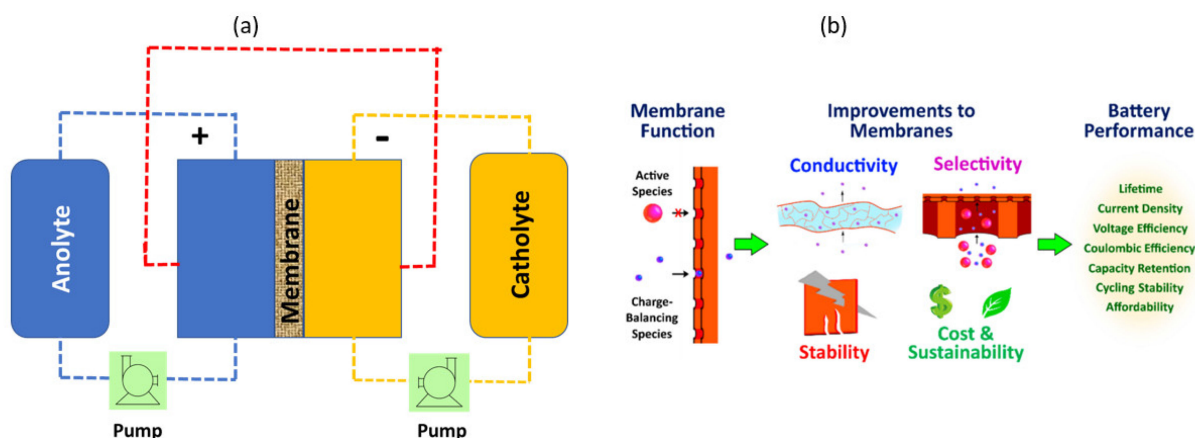 (a)
+
-
Anolyte
Membrane
Catholyte
Pump
Pump
(b)
Membrane
Function
Active
Species
Charge-
Balancing
Species
Improvements to
Membranes
Conductivity
Selectivity
Stability
$
Cost &
Sustainability
Battery
Performance
Lifetime
Current Density
Voltage Efficiency
Coulombic Efficiency
Capacity Retention
Cycling Stability
Affordability